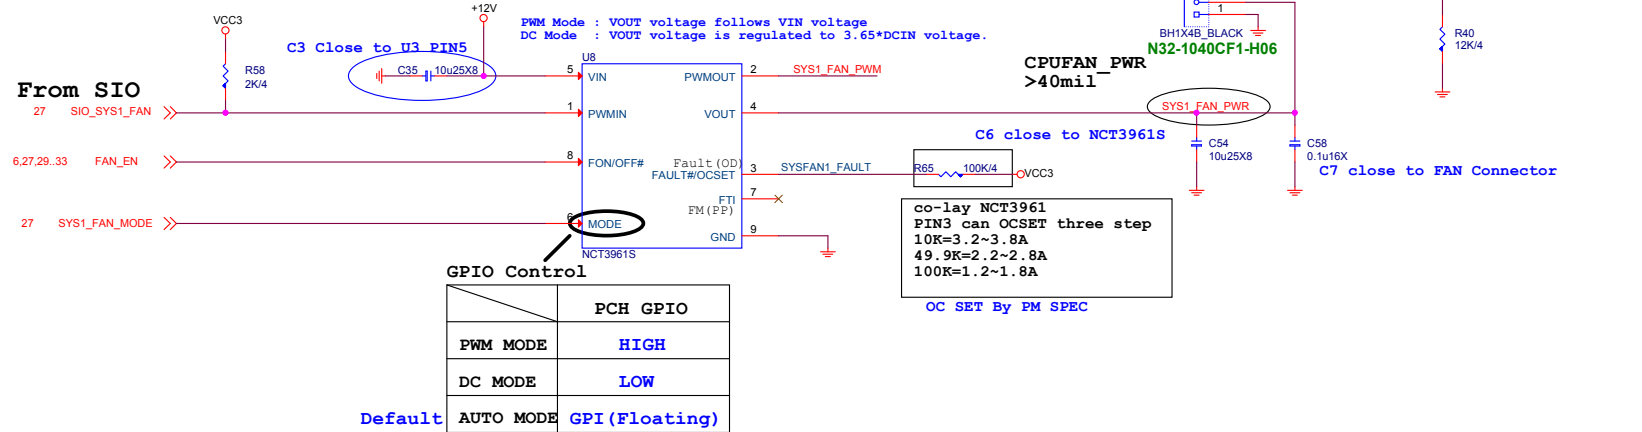 +12V
VCC3
PWM Mode : VOUT voltage follows VIN voltage
DC Mode : VOUT voltage is regulated to 3.65*DCIN voltage.
1
BH1X4B_BLACK
N32-1040CF1-H06
R40
12K/4
C3 Close to U3 PIN5
U8
R58
2K/4
C35
10u25X8
5
VIN
PWMOUT
2
SYS1_FAN_PWM
CPUFAN_PWR
>40mil
From SIO
27
SIO_SYS1_FAN
1
PWMIN
VOUT
4
SYS1_FAN_PWR
C6 close to NCT3961S
C54
10u25X8
C58
0.1u16X
C7 close to FAN Connector
6,27,29..33
FAN_EN
8
FON/OFF#
Fault(OD)
FAULT#/OCSET
3
SYSFAN1_FAULT
R65
100K/4
VCC3
FTI
7
FM(PP)
27
SYS1_FAN_MODE
6
MODE
GND
9
NCT3961S
co-lay NCT3961
PIN3 can OCSET three step
10K=3.2~3.8A
49.9K=2.2~2.8A
100K=1.2~1.8A
OC SET By PM SPEC
GPIO Control
PCH GPIO
PWM MODE
HIGH
DC MODE
LOW
Default
AUTO MODE
GPI(Floating)